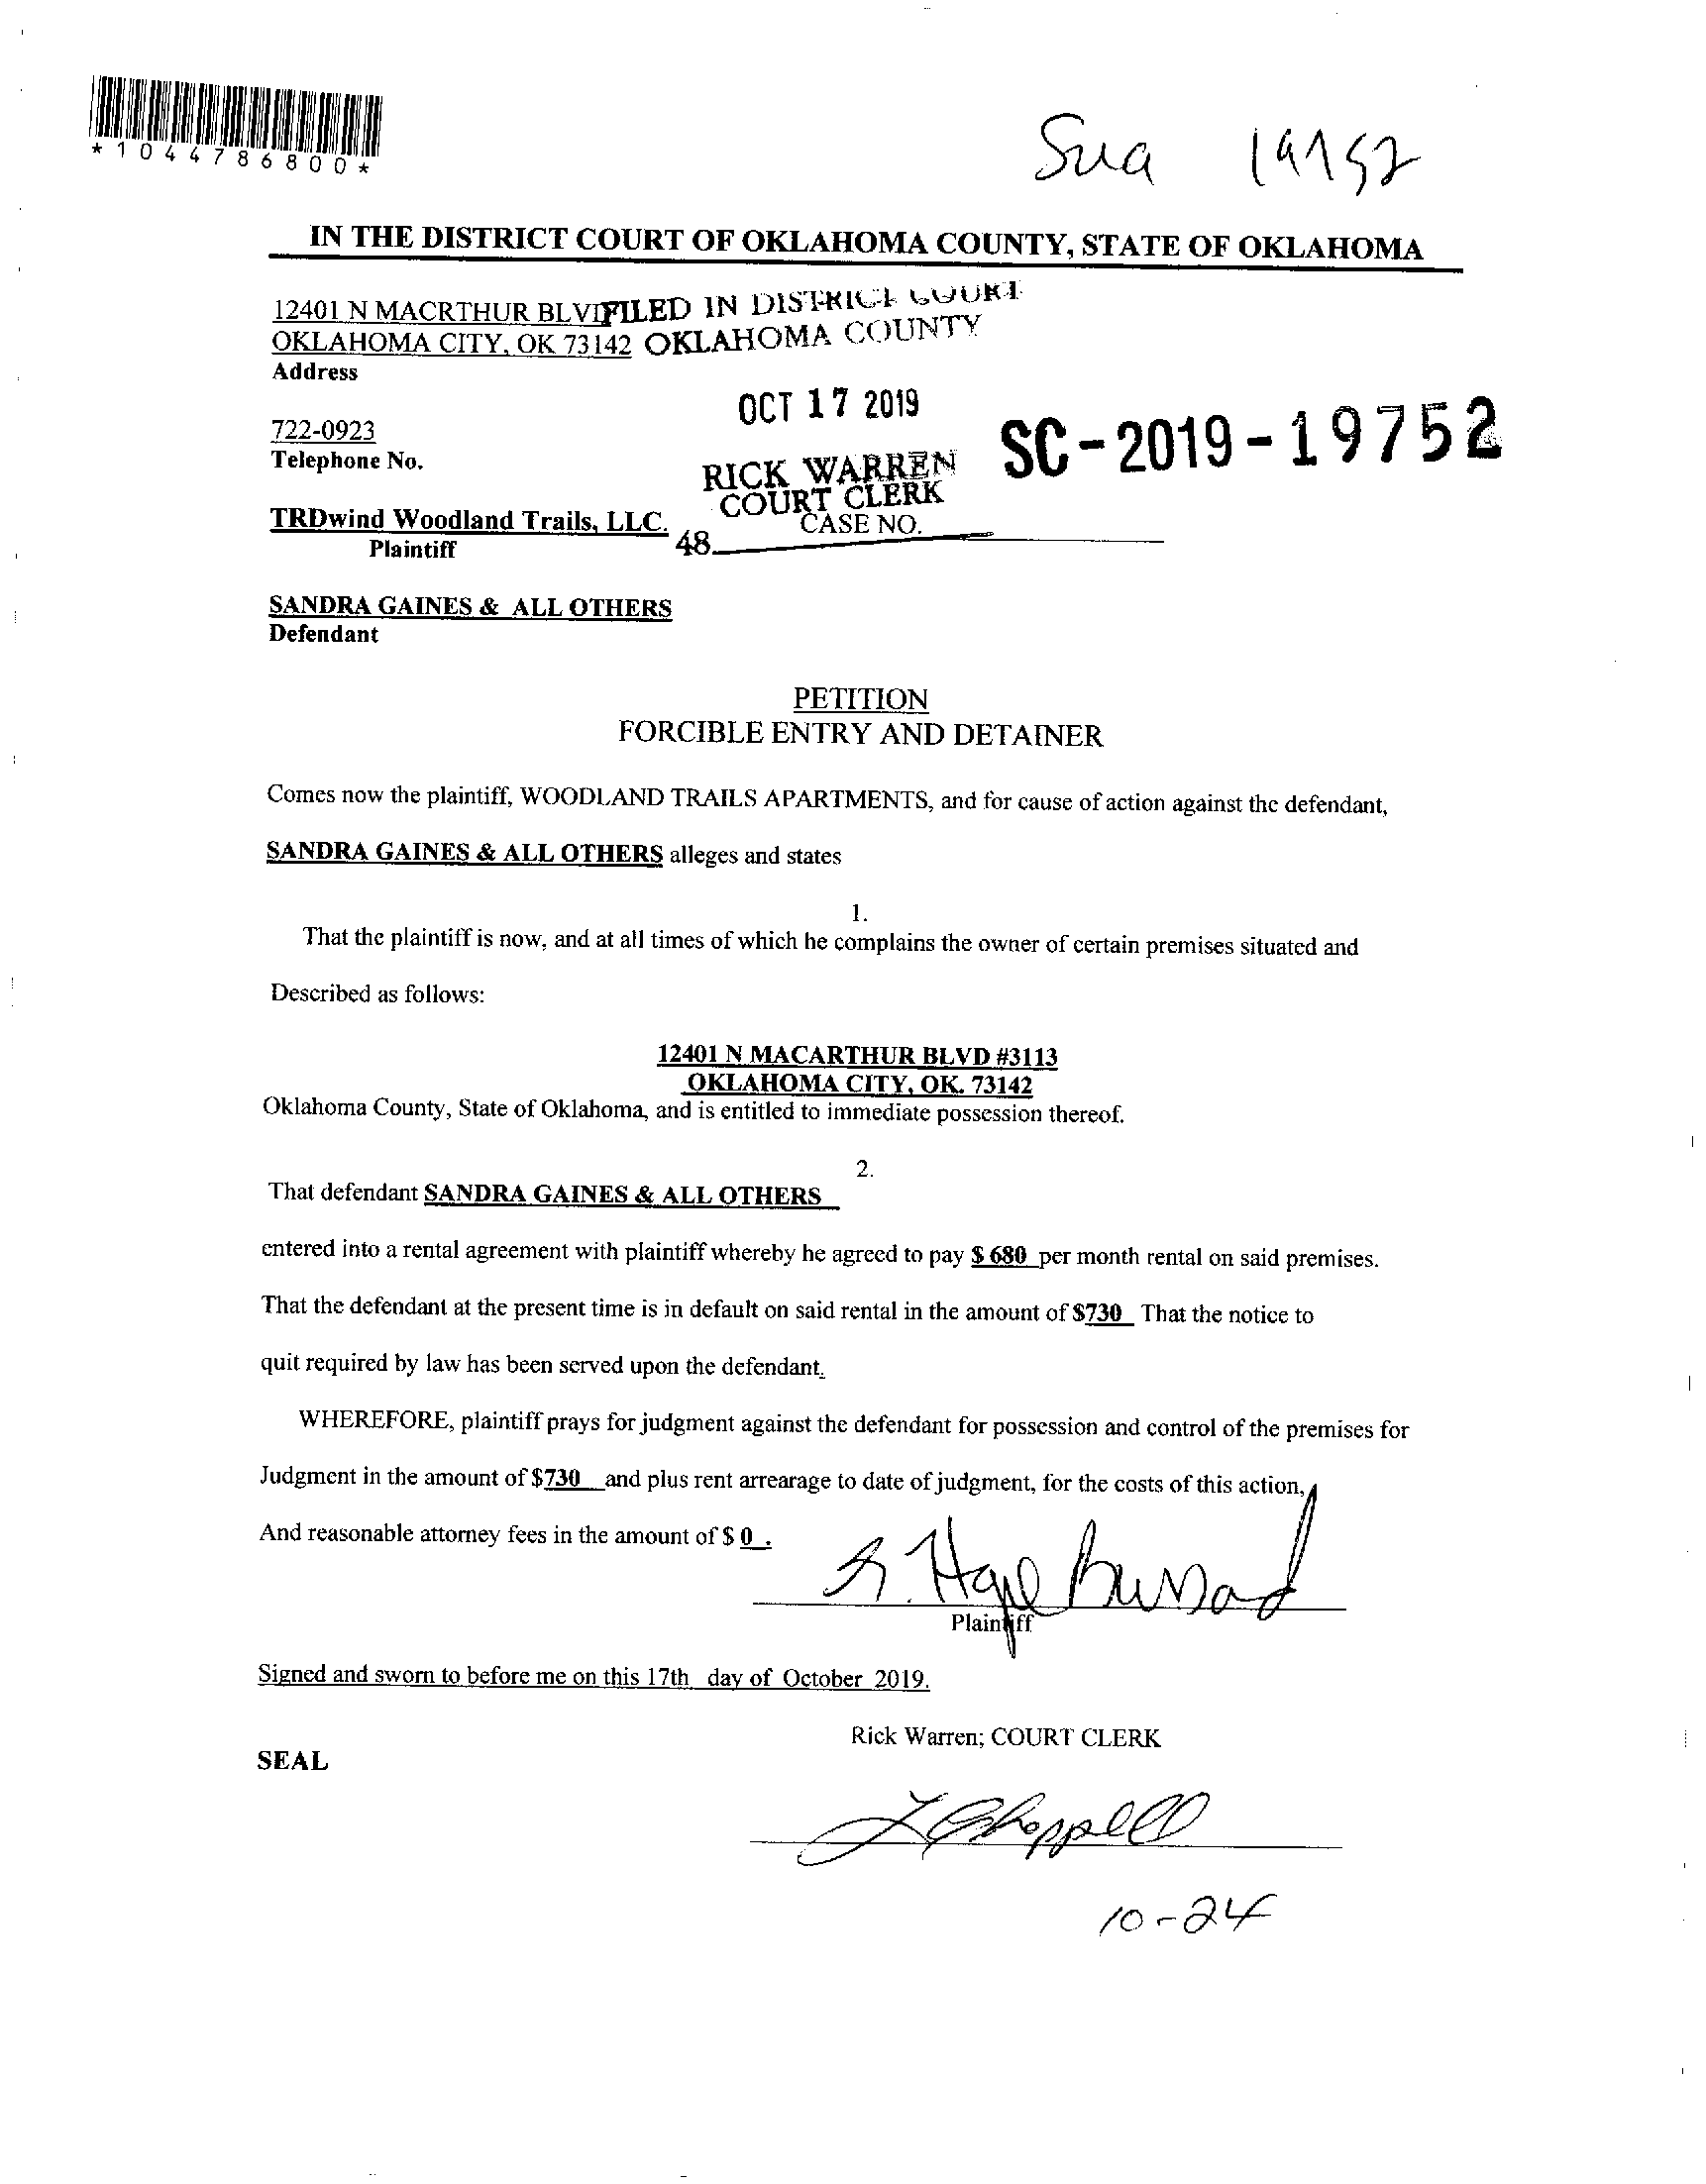 *1044786800*
IN THE DISTRICT COURT OF OKLAHOMA COUNTY, STATE OF OKLAHOMA
12401 N MACRTHUR BLVD FILED IN DISTRICT COURT
OKLAHOMA CITY, OK 73142 OKLAHOMA COUNTY
Address
OCT 17 2019
722-0923
Telephone No.
SC-2019-19752
RICK WARREN
COURT CLERK
TRDwind Woodland Trails, LLC. 48 CASE NO.
Plaintiff
SANDRA GAINES & ALL OTHERS
Defendant
PETITION
FORCIBLE ENTRY AND DETAINER
Comes now the plaintiff, WOODLAND TRAILS APARTMENTS, and for cause of action against the defendant,
SANDRA GAINES & ALL OTHERS alleges and states
1.
That the plaintiff is now, and at all times of which he complains the owner of certain premises situated and
Described as follows:
12401 N MACARTHUR BLVD #3113
OKLAHOMA CITY, OK. 73142
Oklahoma County, State of Oklahoma, and is entitled to immediate possession thereof.
2.
That defendant SANDRA GAINES & ALL OTHERS
entered into a rental agreement with plaintiff whereby he agreed to pay $ 680 per month rental on said premises.
That the defendant at the present time is in default on said rental in the amount of $730 That the notice to
quit required by law has been served upon the defendant.
WHEREFORE, plaintiff prays for judgment against the defendant for possession and control of the premises for
Judgment in the amount of $730 and plus rent arrearage to date of judgment, for the costs of this action,
And reasonable attorney fees in the amount of $ 0 .
Plaintiff
Signed and sworn to before me on this 17th day of October 2019.
Rick Warren; COURT CLERK
SEAL
10-24